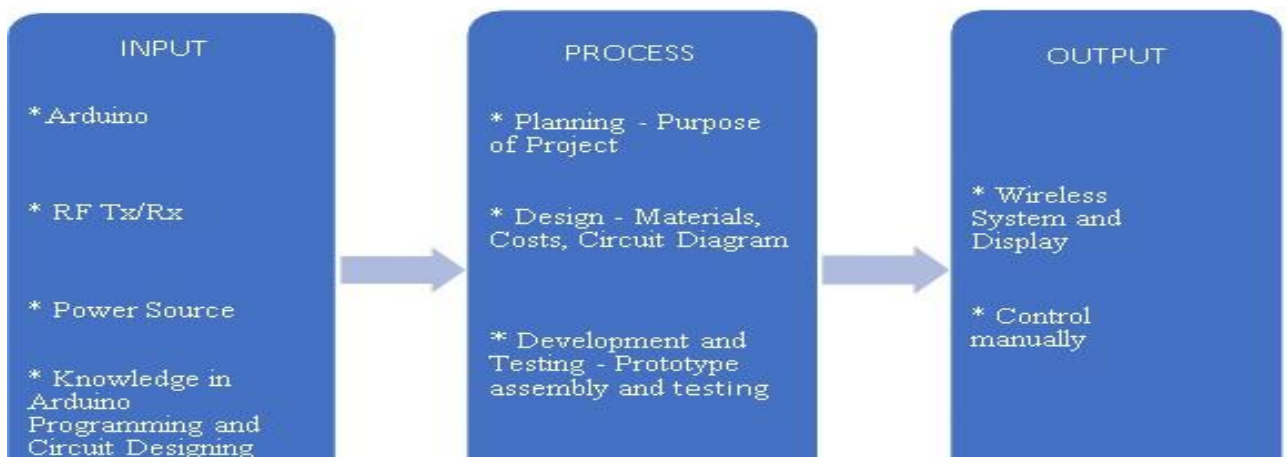 INPUT
*Arduino
* RF Tx/Rx
* Power Source
* Knowledge in
Arduino
Programming and
Circuit Designing
PROCESS
* Planning - Purpose
of Project
* Design - Materials,
Costs, Circuit Diagram
* Development and
Testing - Prototype
assembly and testing
OUTPUT
* Wireless
System and
Display
* Control
manually